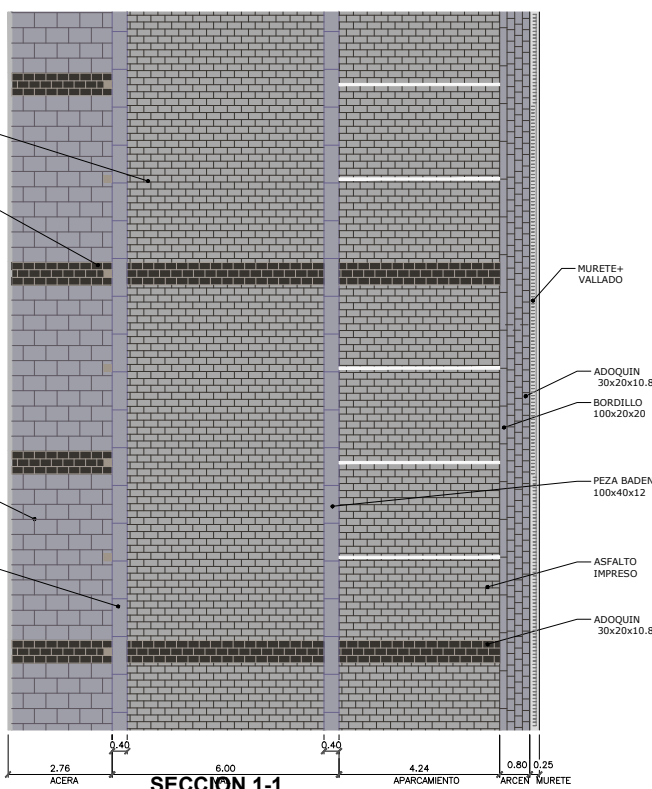 MURETE+
VALLADO
ADOQUIN
30x20x10.8
BORDILLO
100x20x20
PEZA BADEN
100x40x12
ASFALTO
IMPRESO
ADOQUIN
30x20x10.8
0.40 0.40
2.76 6.00 4.24 0.80 0.25
ACERA APARCAMIENTO ARCEN MURETE
SECCION 1-1